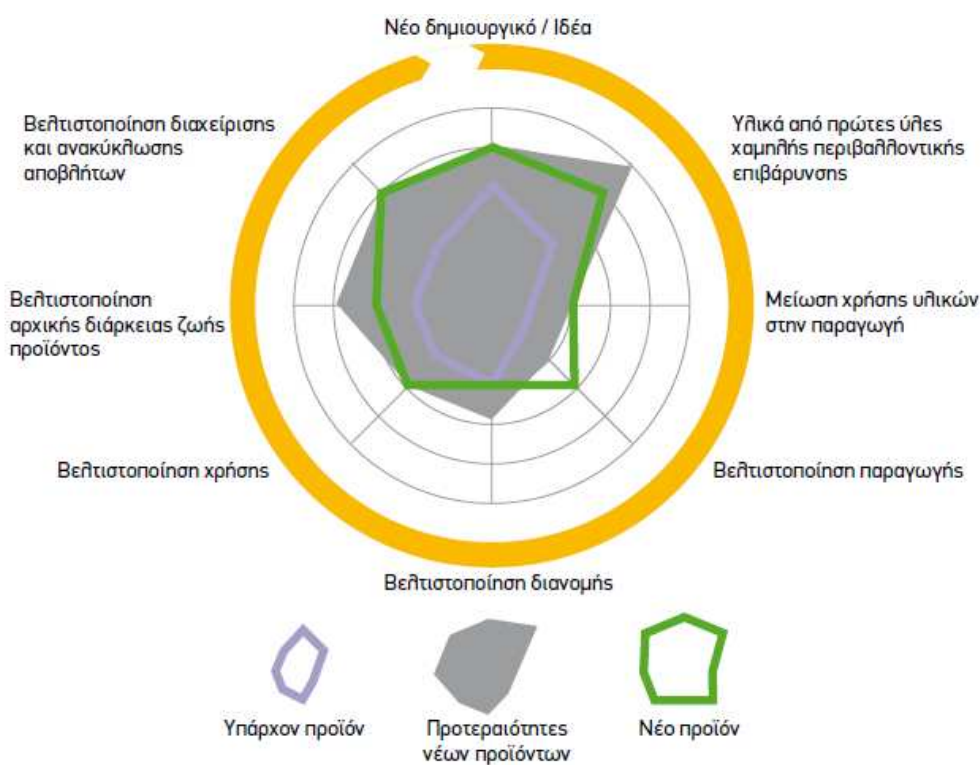 Νέο δημιουργικό / Ιδέα
Βελτιστοποίηση διαχείρισης
και ανακύκλωσης
αποβλήτων
Υλικά από πρώτες ύλες
χαμηλής περιβαλλοντικής
επιβάρυνσης
Βελτιστοποίηση
αρχικής διάρκειας ζωής
προϊόντος
Μείωση χρήσης υλικών
στην παραγωγή
Βελτιστοποίηση χρήσης
Βελτιστοποίηση παραγωγής
Βελτιστοποίηση διανομής
Υπάρχον προϊόν
Προτεραιότητες
νέων προϊόντων
Νέο προϊόν